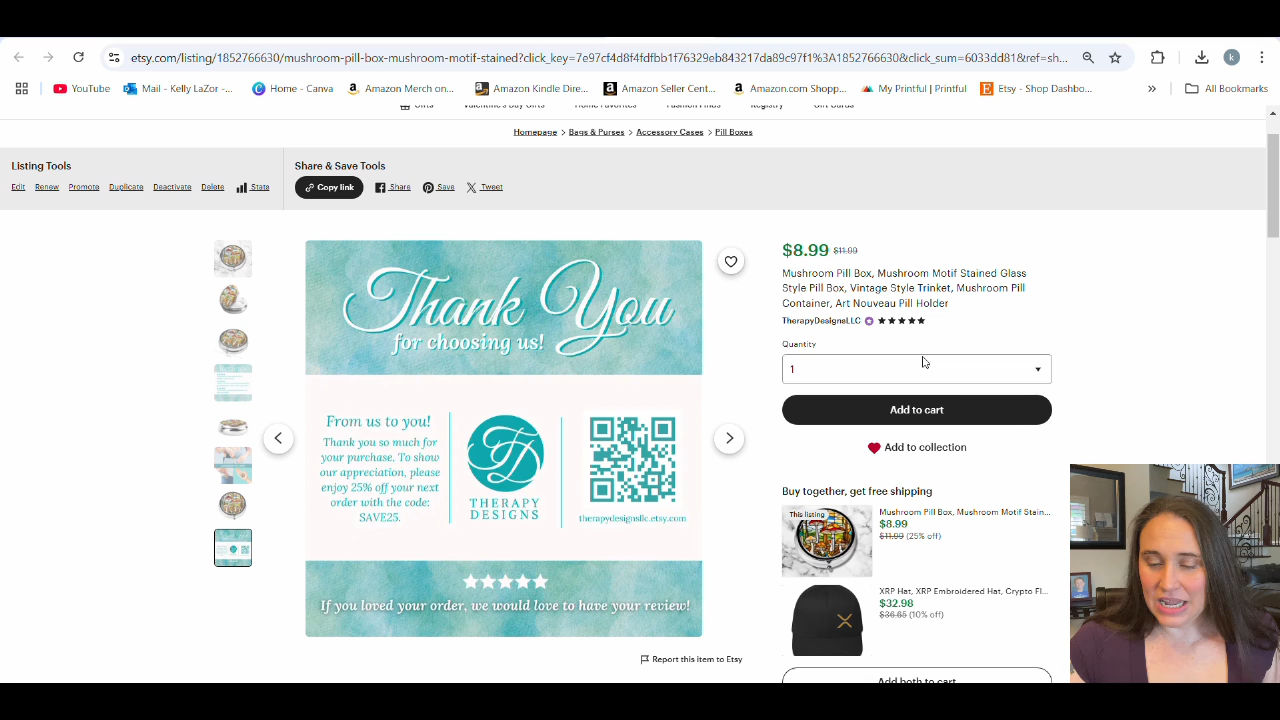 etsy.com/listing/1852766630/mushroom-pill-box-mushroom-motif-stained?click_key=7e97cf4d8f4fdfbb1f76329eb843217da89c97f1%3A1852766630&click_sum=6033dd81&ref=sh...
YouTube
Mail - Kelly LaZor -...
Home - Canva
Amazon Merch on...
Amazon Kindle Dire...
Amazon Seller Cent...
Amazon.com Shopp...
My Printful | Printful
Etsy - Shop Dashbo...
» All Bookmarks
Homepage > Bags & Purses > Accessory Cases > Pill Boxes
Listing Tools
Edit Renew Promote Duplicate Deactivate Delete Stats
Share & Save Tools
Copy link Share Save Tweet
Thank You
for choosing us!
From us to you!
Thank you so much for
your purchase. To show
our appreciation, please
enjoy 25% off your next
order with the code:
SAVE25.
TD
THERAPY
DESIGNS
therapydesignsllc.etsy.com
If you loved your order, we would love to have your review!
Report this item to Etsy
$8.99 $11.99
Mushroom Pill Box, Mushroom Motif Stained Glass
Style Pill Box, Vintage Style Trinket, Mushroom Pill
Container, Art Nouveau Pill Holder
TherapyDesignsLLC
Quantity
1
Add to cart
Add to collection
Buy together, get free shipping
This listing
Mushroom Pill Box, Mushroom Motif Stain...
$8.99
$11.99 (25% off)
XRP Hat, XRP Embroidered Hat, Crypto Fl...
$32.98
$36.65 (10% off)
Add both to cart